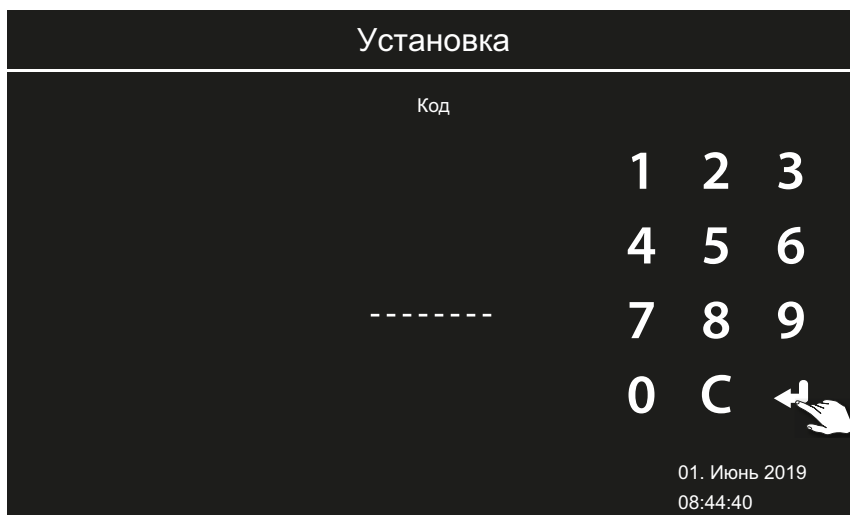 Установка
Код
1 2 3
4 5 6
--------
7 8 9
0 C
01. Июнь 2019
08:44:40